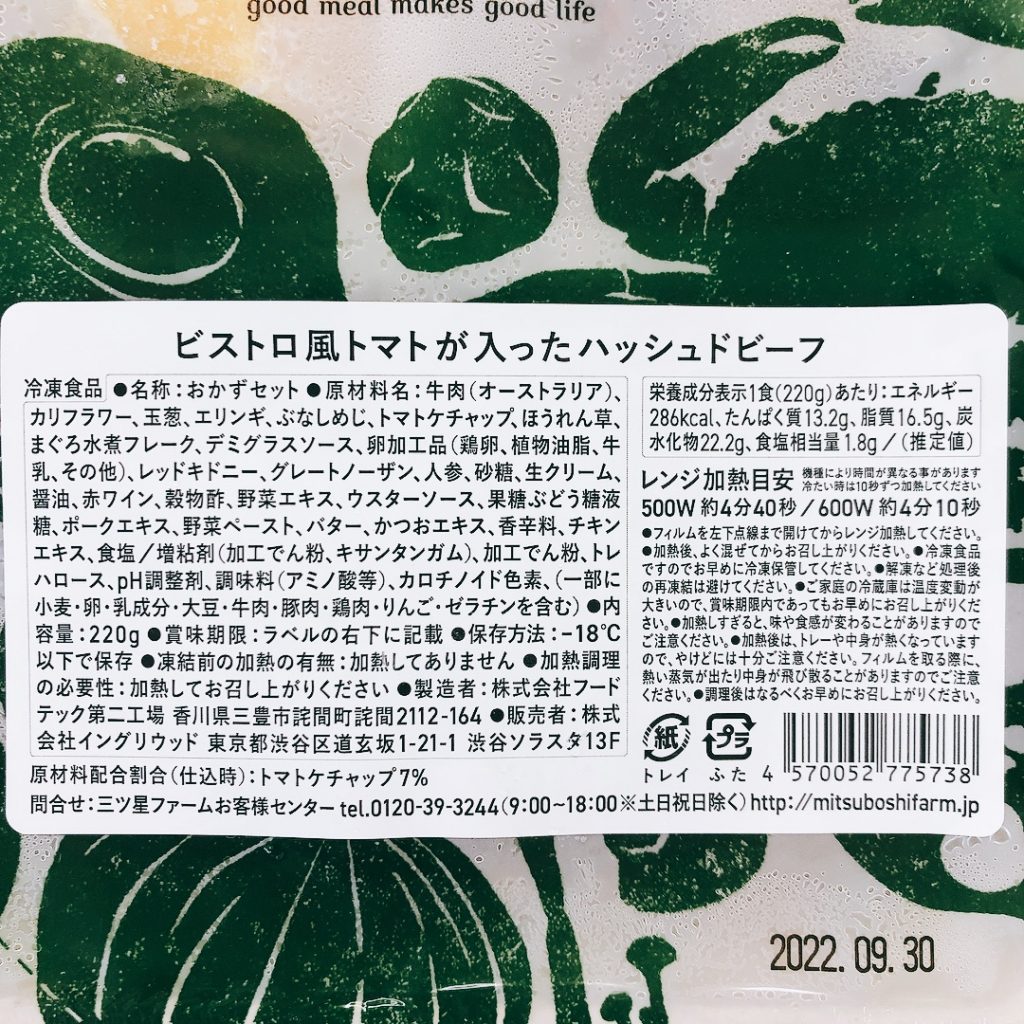 good meal makes good life
ビストロ風トマトが入ったハッシュドビーフ
冷凍食品 ●名称：おかずセット ●原材料名：牛肉（オーストラリア）、
カリフラワー、玉葱、エリンギ、ぶなしめじ、トマトケチャップ、ほうれん草、
まぐろ水煮フレーク、デミグラスソース、卵加工品（鶏卵、植物油脂、牛
乳、その他）、レッドキドニー、グレートノーザン、人参、砂糖、生クリーム、
醤油、赤ワイン、穀物酢、野菜エキス、ウスターソース、果糖ぶどう糖液
糖、ポークエキス、野菜ペースト、バター、かつおエキス、香辛料、チキン
エキス、食塩／増粘剤（加工でん粉、キサンタンガム）、加工でん粉、トレ
ハロース、pH調整剤、調味料（アミノ酸等）、カロチノイド色素、（一部に
小麦・卵・乳成分・大豆・牛肉・豚肉・鶏肉・りんご・ゼラチンを含む）●内
容量：220g ●賞味期限：ラベルの右下に記載 ●保存方法：−18℃
以下で保存 ●凍結前の加熱の有無：加熱してありません ●加熱調理
の必要性：加熱してお召し上がりください ●製造者：株式会社フード
テック第二工場 香川県三豊市詫間町詫間2112-164 ●販売者：株式
会社イングリウッド 東京都渋谷区道玄坂1-21-1 渋谷ソラスタ13F
原材料配合割合（仕込時）：トマトケチャップ7%
栄養成分表示1食（220g）あたり：エネルギー
286kcal、たんぱく質13.2g、脂質16.5g、炭
水化物22.2g、食塩相当量1.8g／（推定値）
レンジ加熱目安 機種により時間が異なる事があります
冷たい時は10秒ずつ加熱してください
500W 約4分40秒／600W 約4分10秒
●フィルムを左下点線まで開けてからレンジ加熱してください。
●加熱後、よく混ぜてからお召し上がりください。●冷凍食品
ですのでお早めに冷凍保管してください。●解凍など処理後
の再凍結は避けてください。●ご家庭の冷蔵庫は温度変動が
大きいので、賞味期限内であってもお早めにお召し上がりくだ
さい。●加熱しすぎると、味や食感が変わることがありますので
ご注意ください。●加熱後は、トレーや中身が熱くなっています
ので、やけどには十分ご注意ください。フィルムを取る際に、
熱い蒸気が出たり中身が飛び散ることがありますのでご注意
ください。●調理後はなるべくお早めにお召し上がりください。
紙 プラ
トレイ ふた 4 570052 775738
問合せ：三ツ星ファームお客様センター tel.0120-39-3244（9:00~18:00※土日祝日除く）http://mitsuboshifarm.jp
2022. 09. 30